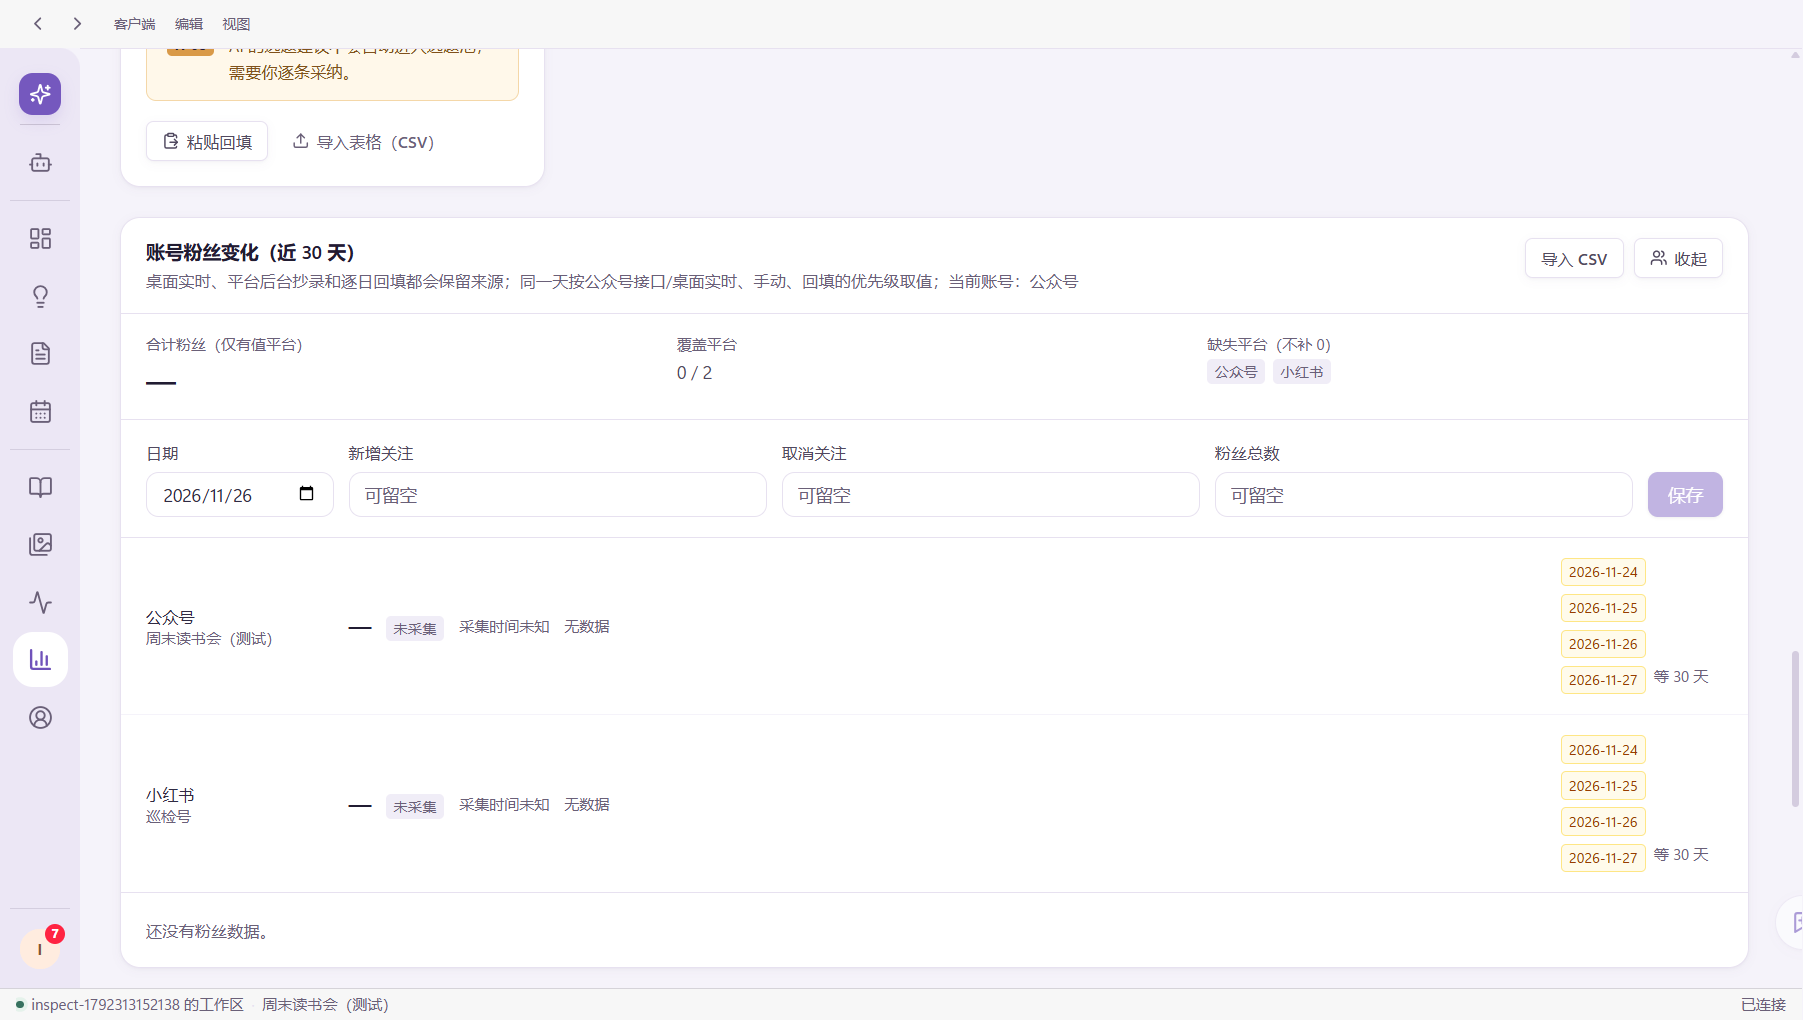 客户端 编辑 视图
需要你逐条采纳。
粘贴回填 导入表格（CSV）
账号粉丝变化（近 30 天）
导入 CSV 收起
桌面实时、平台后台抄录和逐日回填都会保留来源；同一天按公众号接口/桌面实时、手动、回填的优先级取值；当前账号：公众号
合计粉丝（仅有值平台） 覆盖平台 缺失平台（不补 0）
— 0 / 2 公众号 小红书
日期 新增关注 取消关注 粉丝总数
2026/11/26 可留空 可留空 可留空 保存
2026-11-24
2026-11-25
公众号
周末读书会（测试）
— 未采集 采集时间未知 无数据
2026-11-26
2026-11-27 等 30 天
2026-11-24
2026-11-25
小红书
巡检号
— 未采集 采集时间未知 无数据
2026-11-26
2026-11-27 等 30 天
还没有粉丝数据。
7
I
inspect-1792313152138 的工作区 · 周末读书会（测试） 已连接